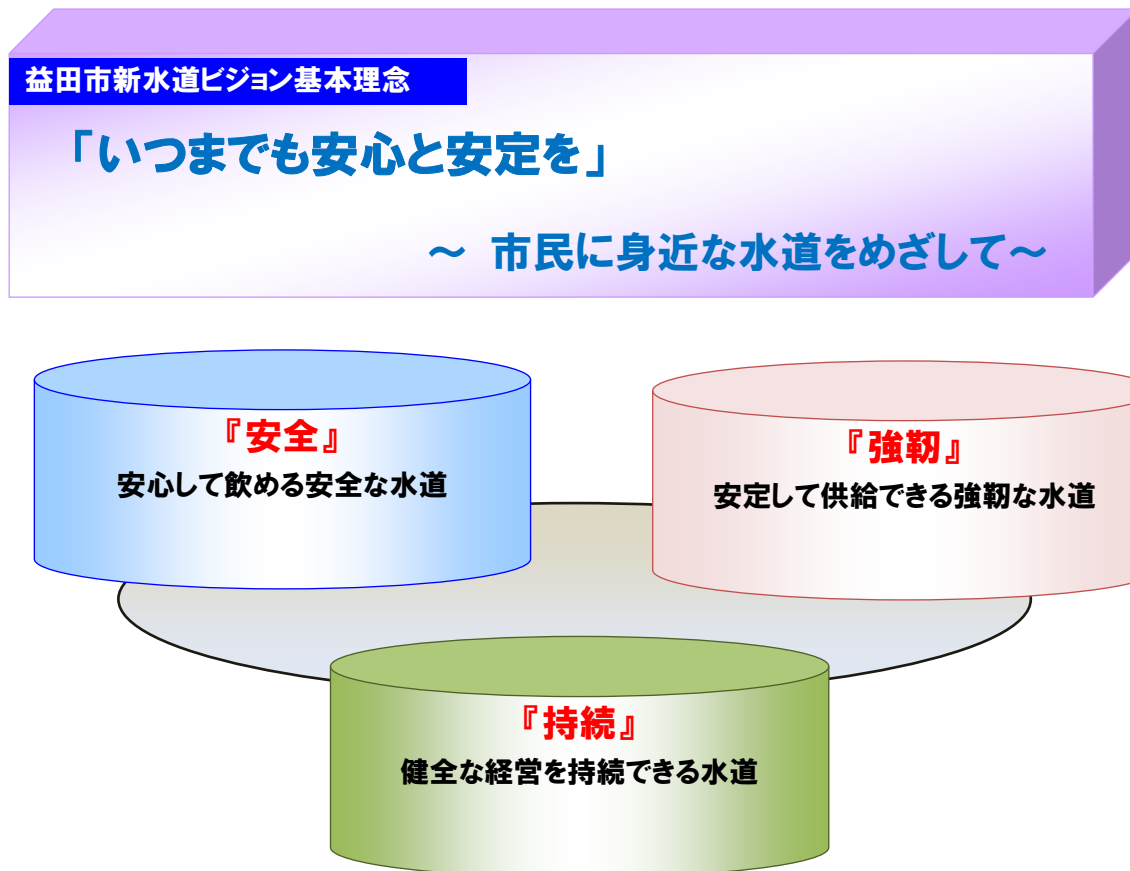 益田市新水道ビジョン基本理念
「いつまでも安心と安定を」
～ 市民に身近な水道をめざして～
『安全』
安心して飲める安全な水道
『強靭』
安定して供給できる強靭な水道
『持続』
健全な経営を持続できる水道